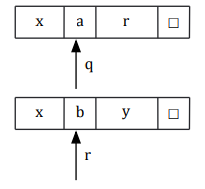 x a r □
q
x b y □
r